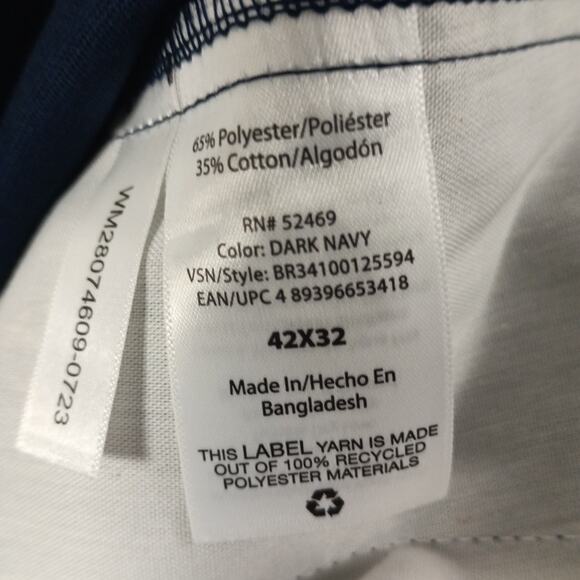 65% Polyester/Poliéster
35% Cotton/Algodón
RN# 52469
Color: DARK NAVY
VSN/Style: BR34100125594
EAN/UPC 4 89396653418
42X32
Made In/Hecho En
Bangladesh
THIS LABEL YARN IS MADE
OUT OF 100% RECYCLED
POLYESTER MATERIALS
WM28074609-0723